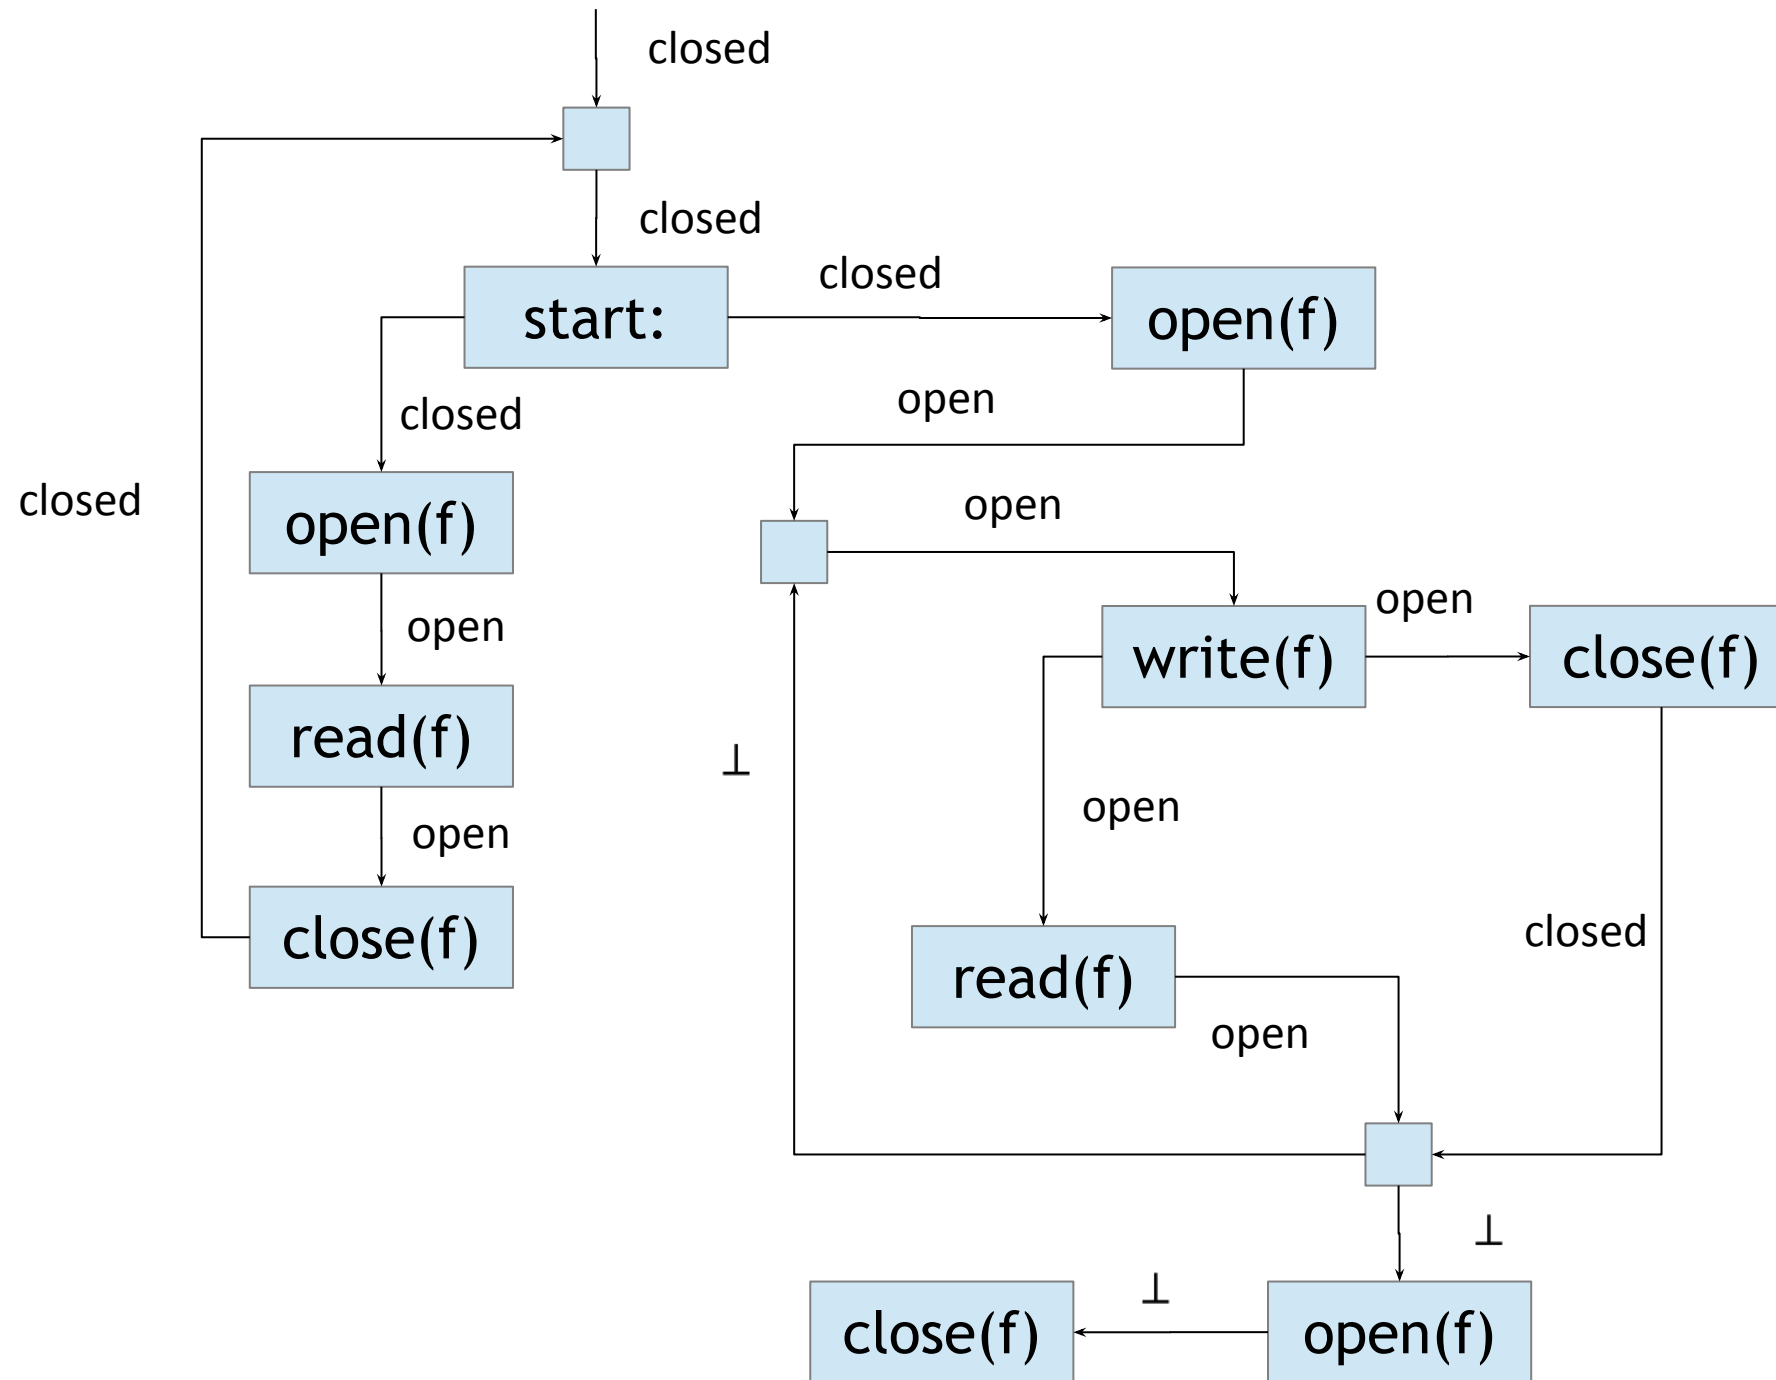 closed
closed
closed
start:
open(f)
open
closed
closed
open(f)
open
open
write(f)
close(f)
open
read(f)
⊥
open
open
closed
close(f)
read(f)
open
⊥
⊥
close(f)
open(f)